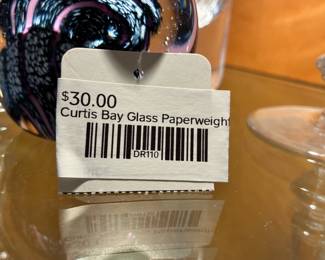 $30.00
Curtis Bay Glass Paperweight
DR110